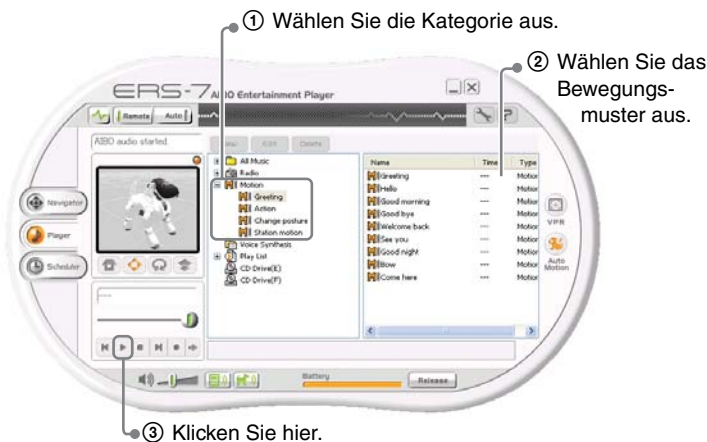 ① Wählen Sie die Kategorie aus.
② Wählen Sie das
Bewegungs-
muster aus.
ERS-7 AIBO Entertainment Player
Remote Auto
?
AIBO audio started.
Edit Delete
All Music
Radio
Motion
Greeting
Action
Change posture
Station motion
Voice Synthesis
Play List
CD Drive(E)
CD Drive(F)
Name Time Type
Greeting --- Motion
Hello --- Motion
Good morning --- Motion
Good bye --- Motion
Welcome back --- Motion
See you --- Motion
Good night --- Motion
Bow --- Motion
Come here --- Motion
Navigator
Player
Scheduler
VPR
Auto
Motion
----
Battery
Release
③ Klicken Sie hier.